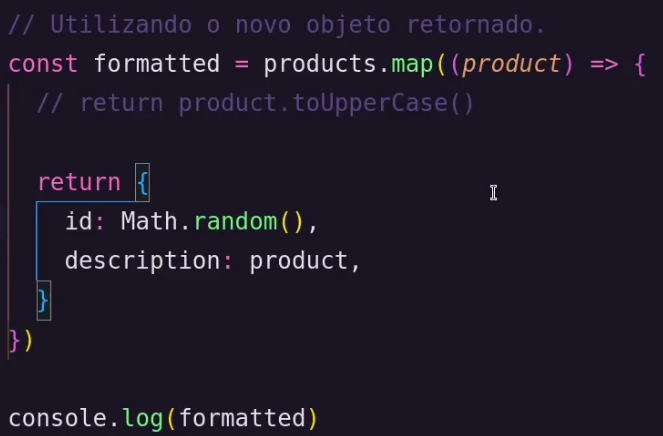 // Utilizando o novo objeto retornado.
const formatted = products.map((product) => {
// return product.toUpperCase()
return {
id: Math.random(),
description: product,
}
})
console.log(formatted)